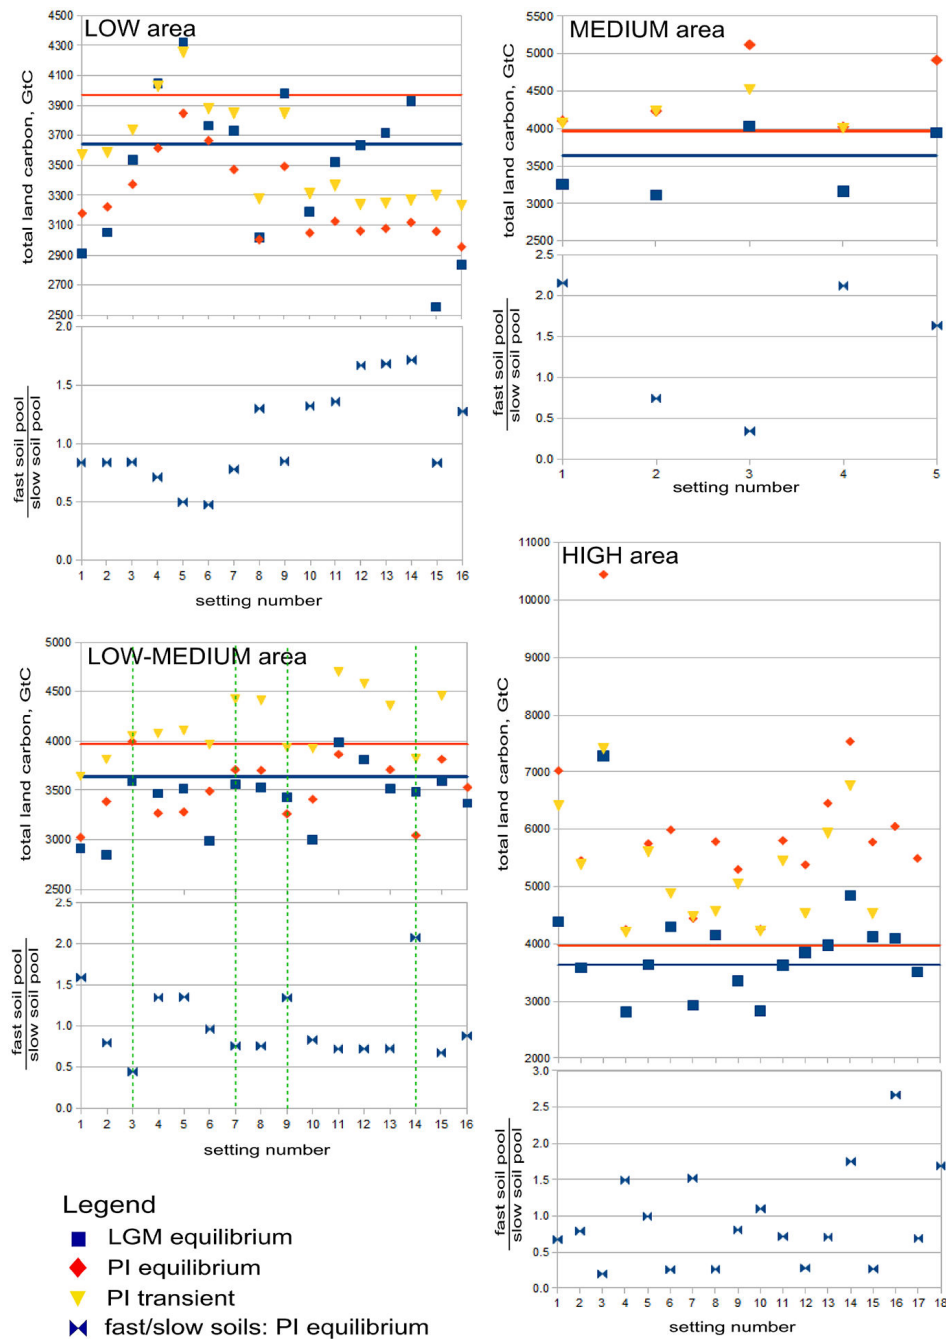 LOW area
total land carbon, GtC
4500
4300
4100
3900
3700
3500
3300
3100
2900
2700
2500
fast soil pool
slow soil pool
2.0
1.5
1.0
0.5
0.0
1 2 3 4 5 6 7 8 9 10 11 12 13 14 15 16
setting number
MEDIUM area
total land carbon, GtC
5500
5000
4500
4000
3500
3000
2500
fast soil pool
slow soil pool
2.5
2.0
1.5
1.0
0.5
0.0
1 2 3 4 5
setting number
LOW-MEDIUM area
total land carbon, GtC
5000
4500
4000
3500
3000
2500
fast soil pool
slow soil pool
2.5
2.0
1.5
1.0
0.5
0.0
1 2 3 4 5 6 7 8 9 10 11 12 13 14 15 16
setting number
HIGH area
total land carbon, GtC
11000
10000
9000
8000
7000
6000
5000
4000
3000
2000
fast soil pool
slow soil pool
3.0
2.5
2.0
1.5
1.0
0.5
0.0
1 2 3 4 5 6 7 8 9 10 11 12 13 14 15 16 17 18
setting number
Legend
LGM equilibrium
PI equilibrium
PI transient
fast/slow soils: PI equilibrium